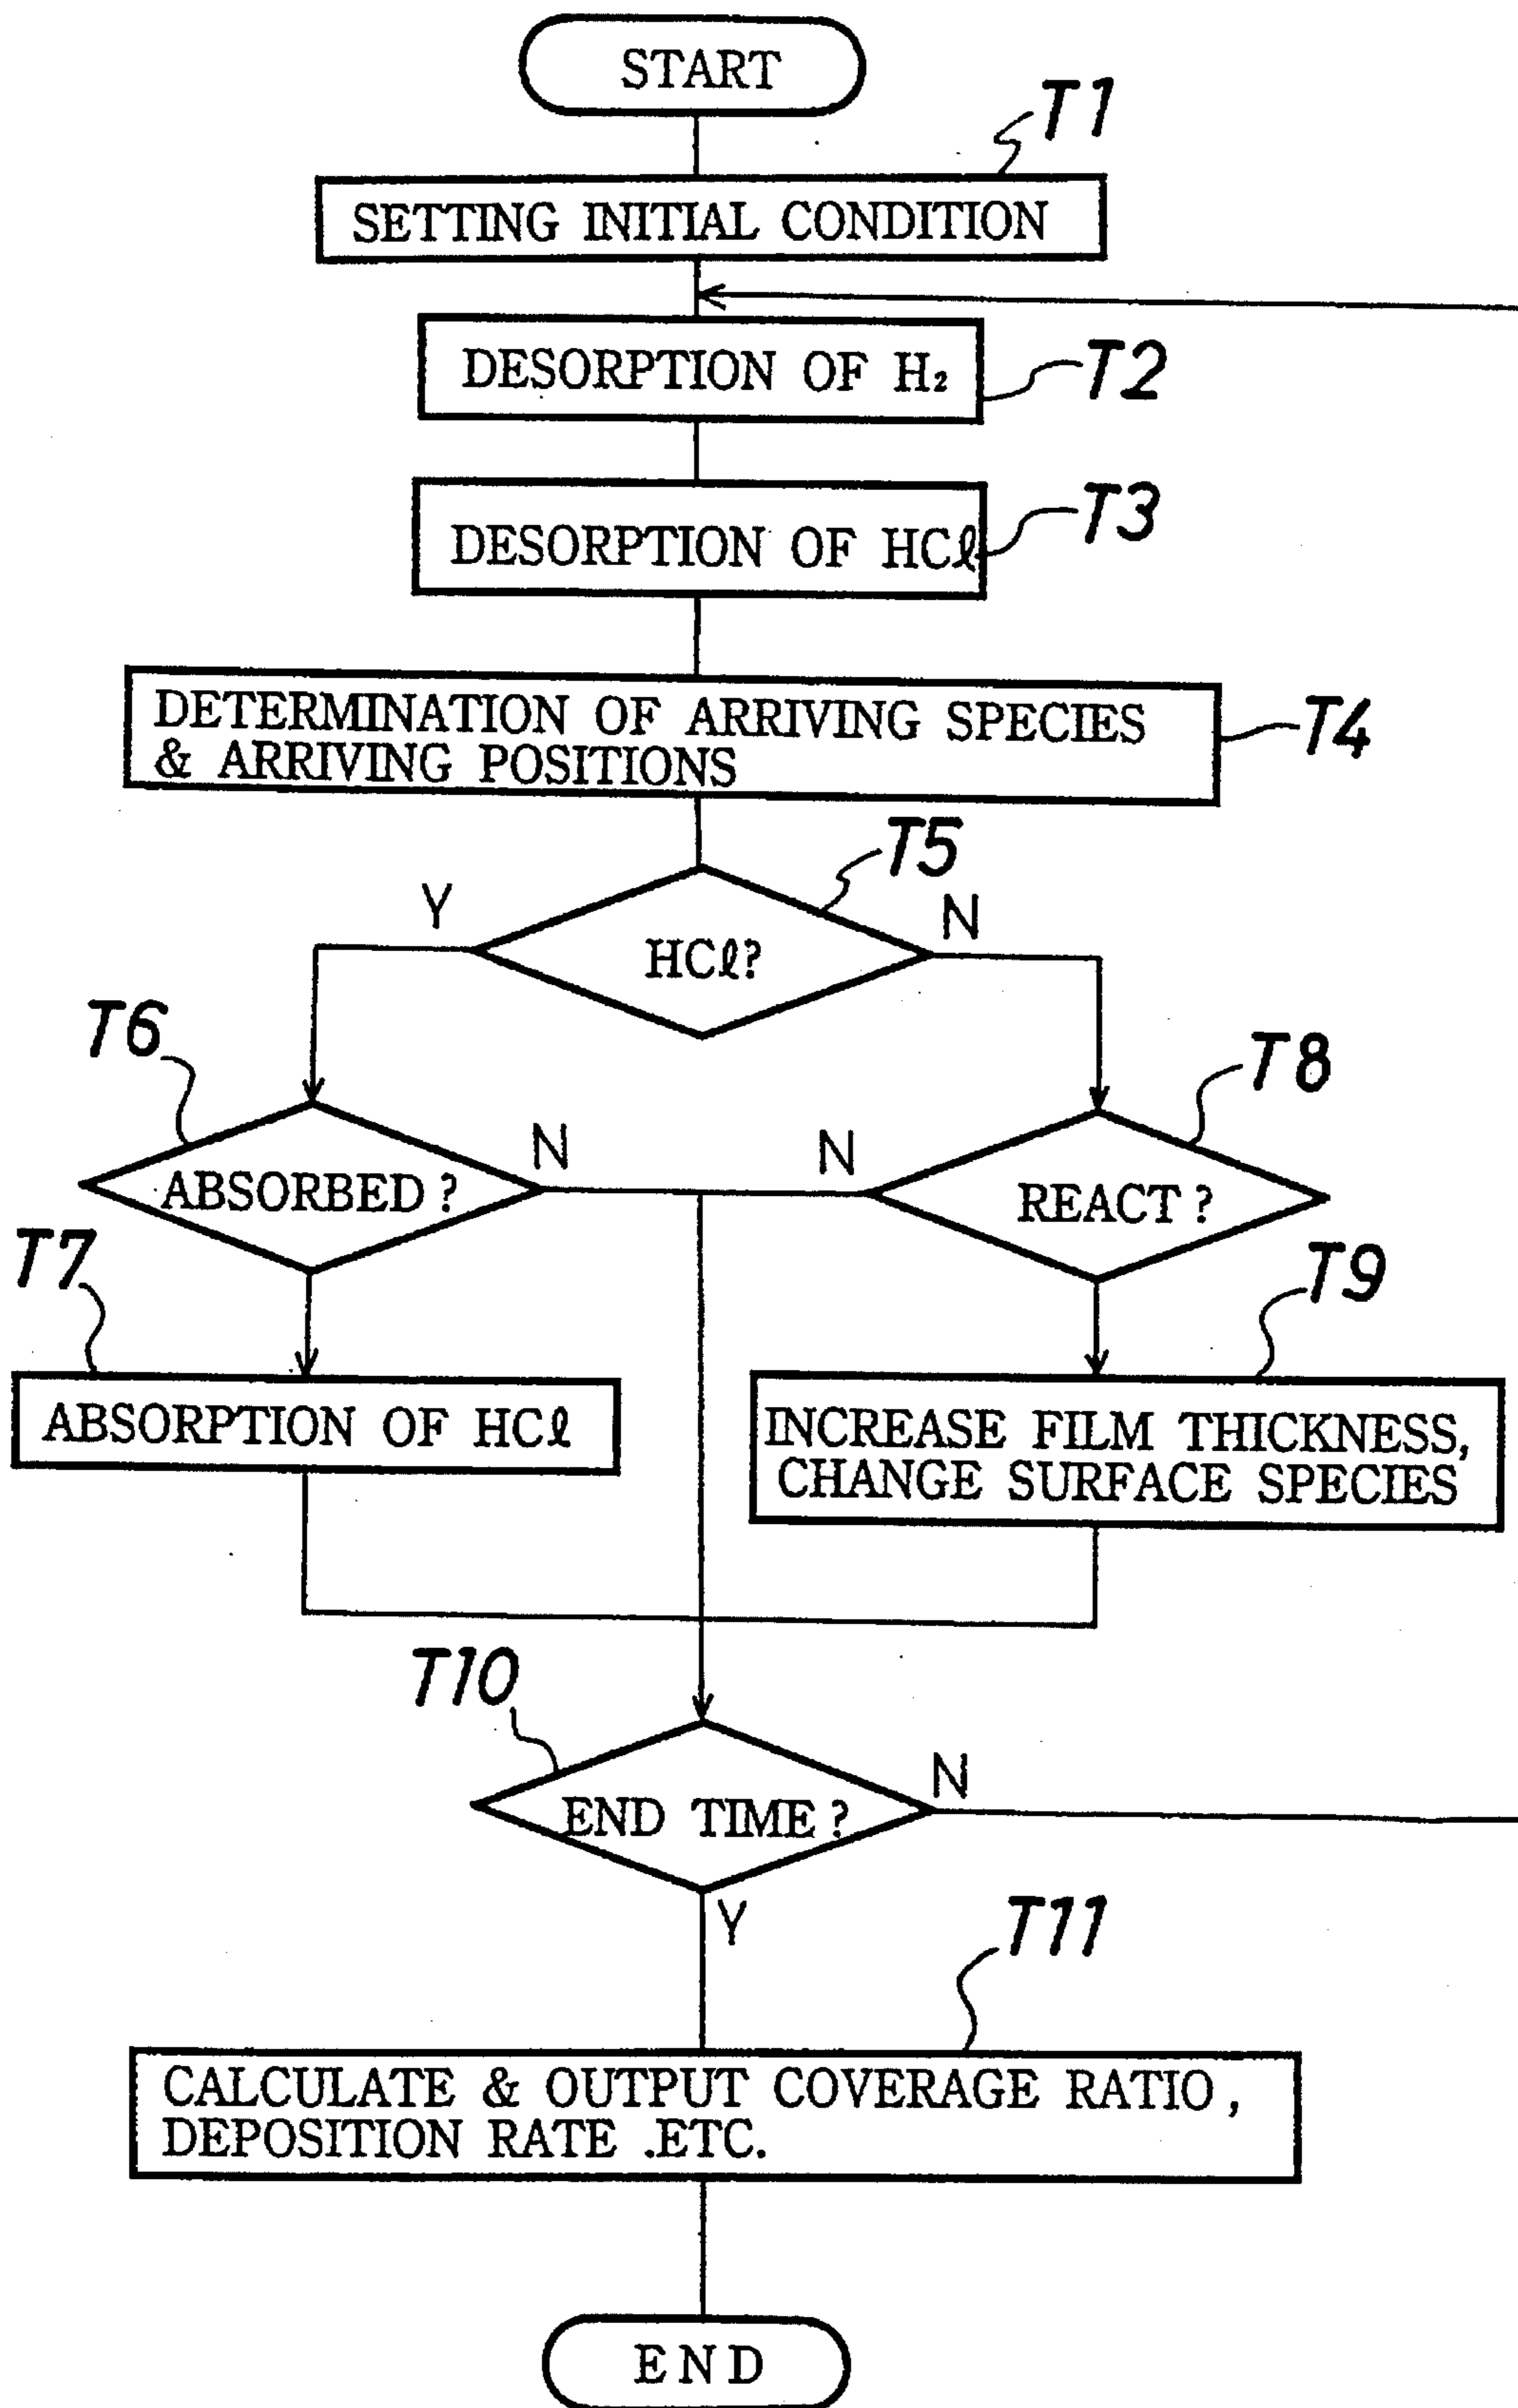 START
T1
SETTING INITIAL CONDITION
DESORPTION OF H₂
T2
DESORPTION OF HCℓ
T3
DETERMINATION OF ARRIVING SPECIES
& ARRIVING POSITIONS
T4
T5
Y
N
HCℓ?
T6
T8
ABSORBED?
N
N
REACT?
T7
T9
ABSORPTION OF HCℓ
INCREASE FILM THICKNESS,
CHANGE SURFACE SPECIES
T10
END TIME?
N
Y
T11
CALCULATE & OUTPUT COVERAGE RATIO,
DEPOSITION RATE .ETC.
END